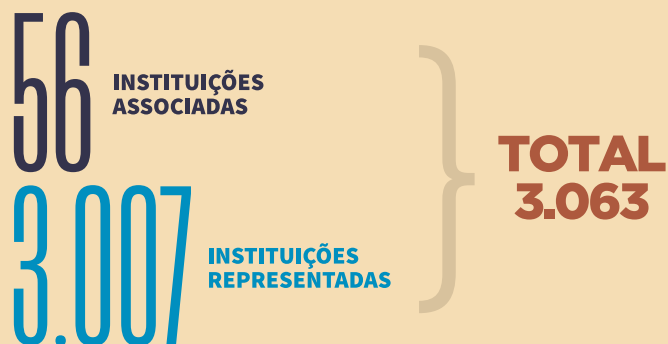 56
INSTITUIÇÕES
ASSOCIADAS
3.007
INSTITUIÇÕES
REPRESENTADAS
TOTAL
3.063